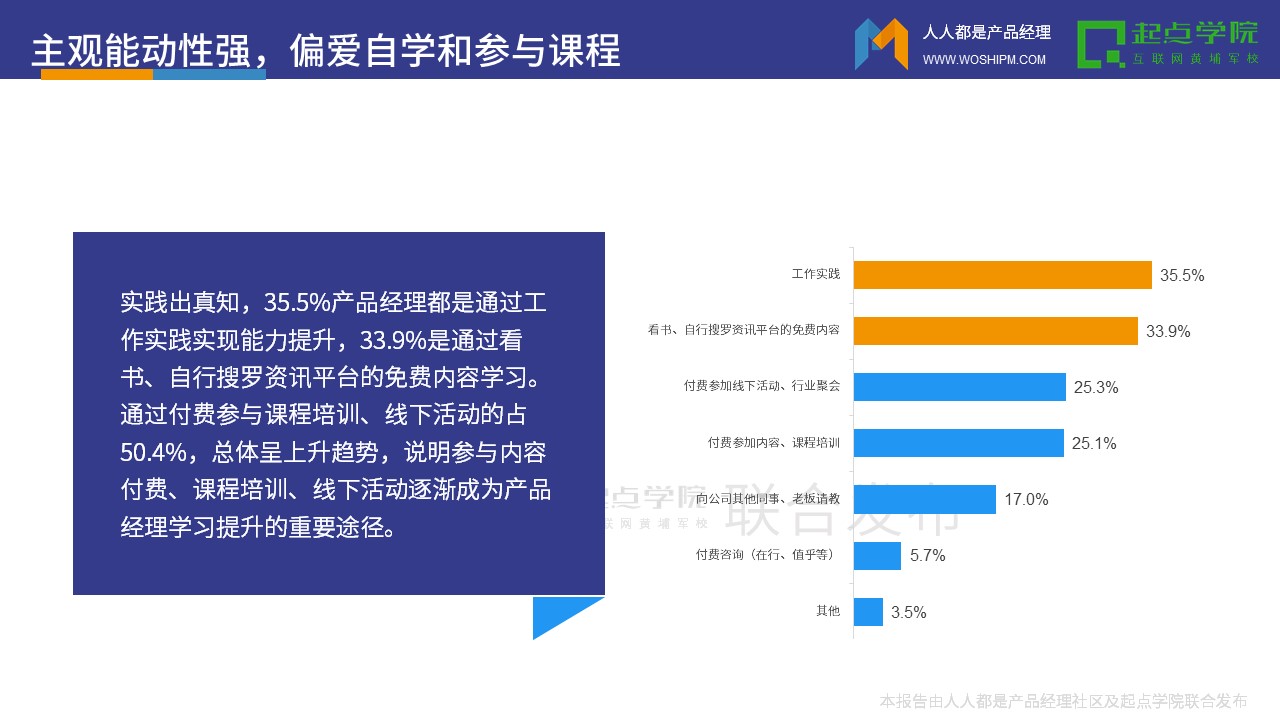 主观能动性强，偏爱自学和参与课程
人人都是产品经理
WWW.WOSHIPM.COM
起点学院
互联网黄埔军校
实践出真知，35.5%产品经理都是通过工
作实践实现能力提升，33.9%是通过看
书、自行搜罗资讯平台的免费内容学习。
通过付费参与课程培训、线下活动的占
50.4%，总体呈上升趋势，说明参与内容
付费、课程培训、线下活动逐渐成为产品
经理学习提升的重要途径。
工作实践 35.5%
看书、自行搜罗资讯平台的免费内容 33.9%
付费参加线下活动、行业聚会 25.3%
付费参加内容、课程培训 25.1%
向公司其他同事、老板请教 17.0%
付费咨询（在行、值乎等） 5.7%
其他 3.5%
点学院
联网黄埔军校
联合发布
本报告由人人都是产品经理社区及起点学院联合发布